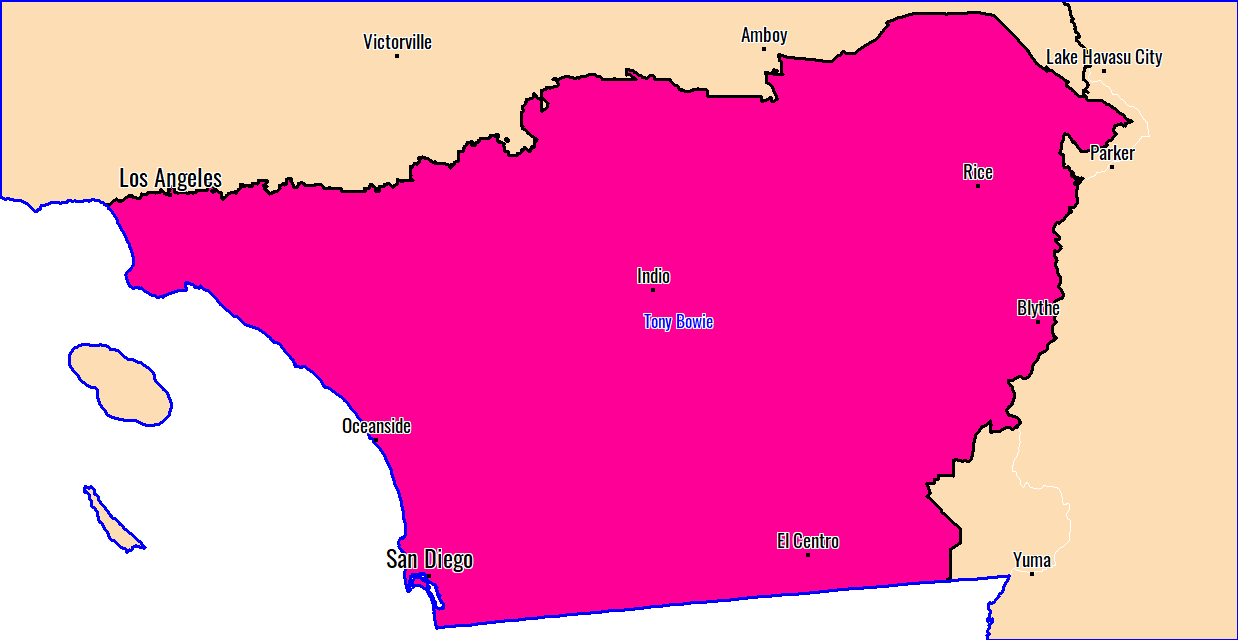 Victorville
Amboy
Lake Havasu City
Parker
Los Angeles
Rice
Indio
Blythe
Tony Bowie
Oceanside
El Centro
San Diego
Yuma